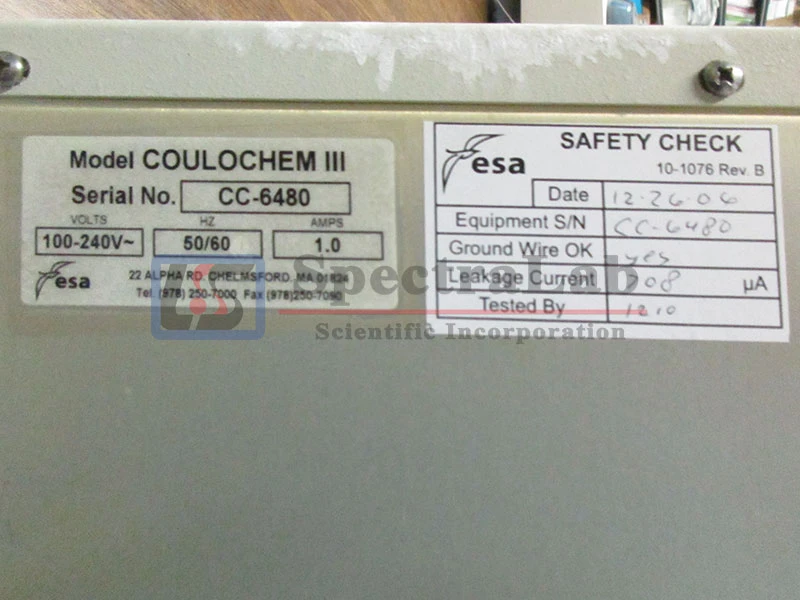 Model COULOCHEM III
Serial No. CC-6480
VOLTS HZ AMPS
100-240V~ 50/60 1.0
esa
22 ALPHA RD. CHELMSFORD, MA 01824
Tel. (978) 250-7000 Fax (978)250-7090
esa
SAFETY CHECK
10-1076 Rev. B
Date 12-26-06
Equipment S/N CC-6480
Ground Wire OK yes
Leakage Current µA
Tested By 1210
SpectraLab
Scientific Incorporation